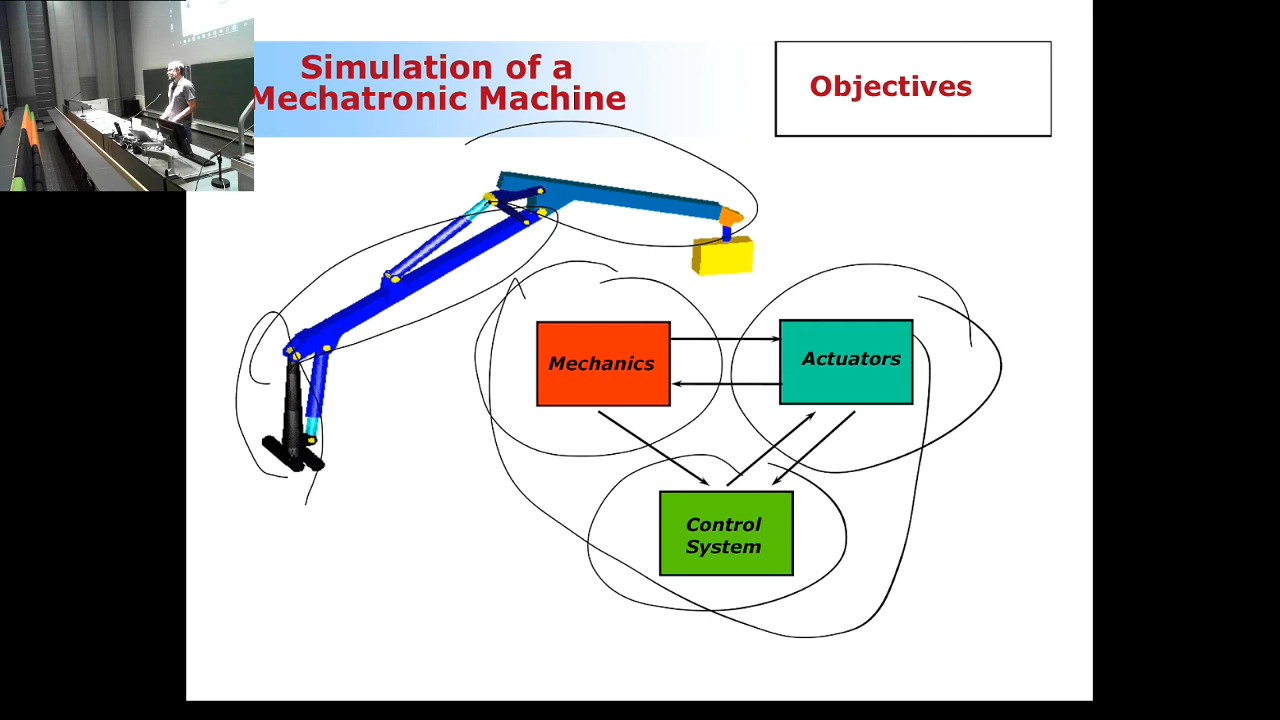 Simulation of a
Mechatronic Machine
Objectives
Mechanics
Actuators
Control
System